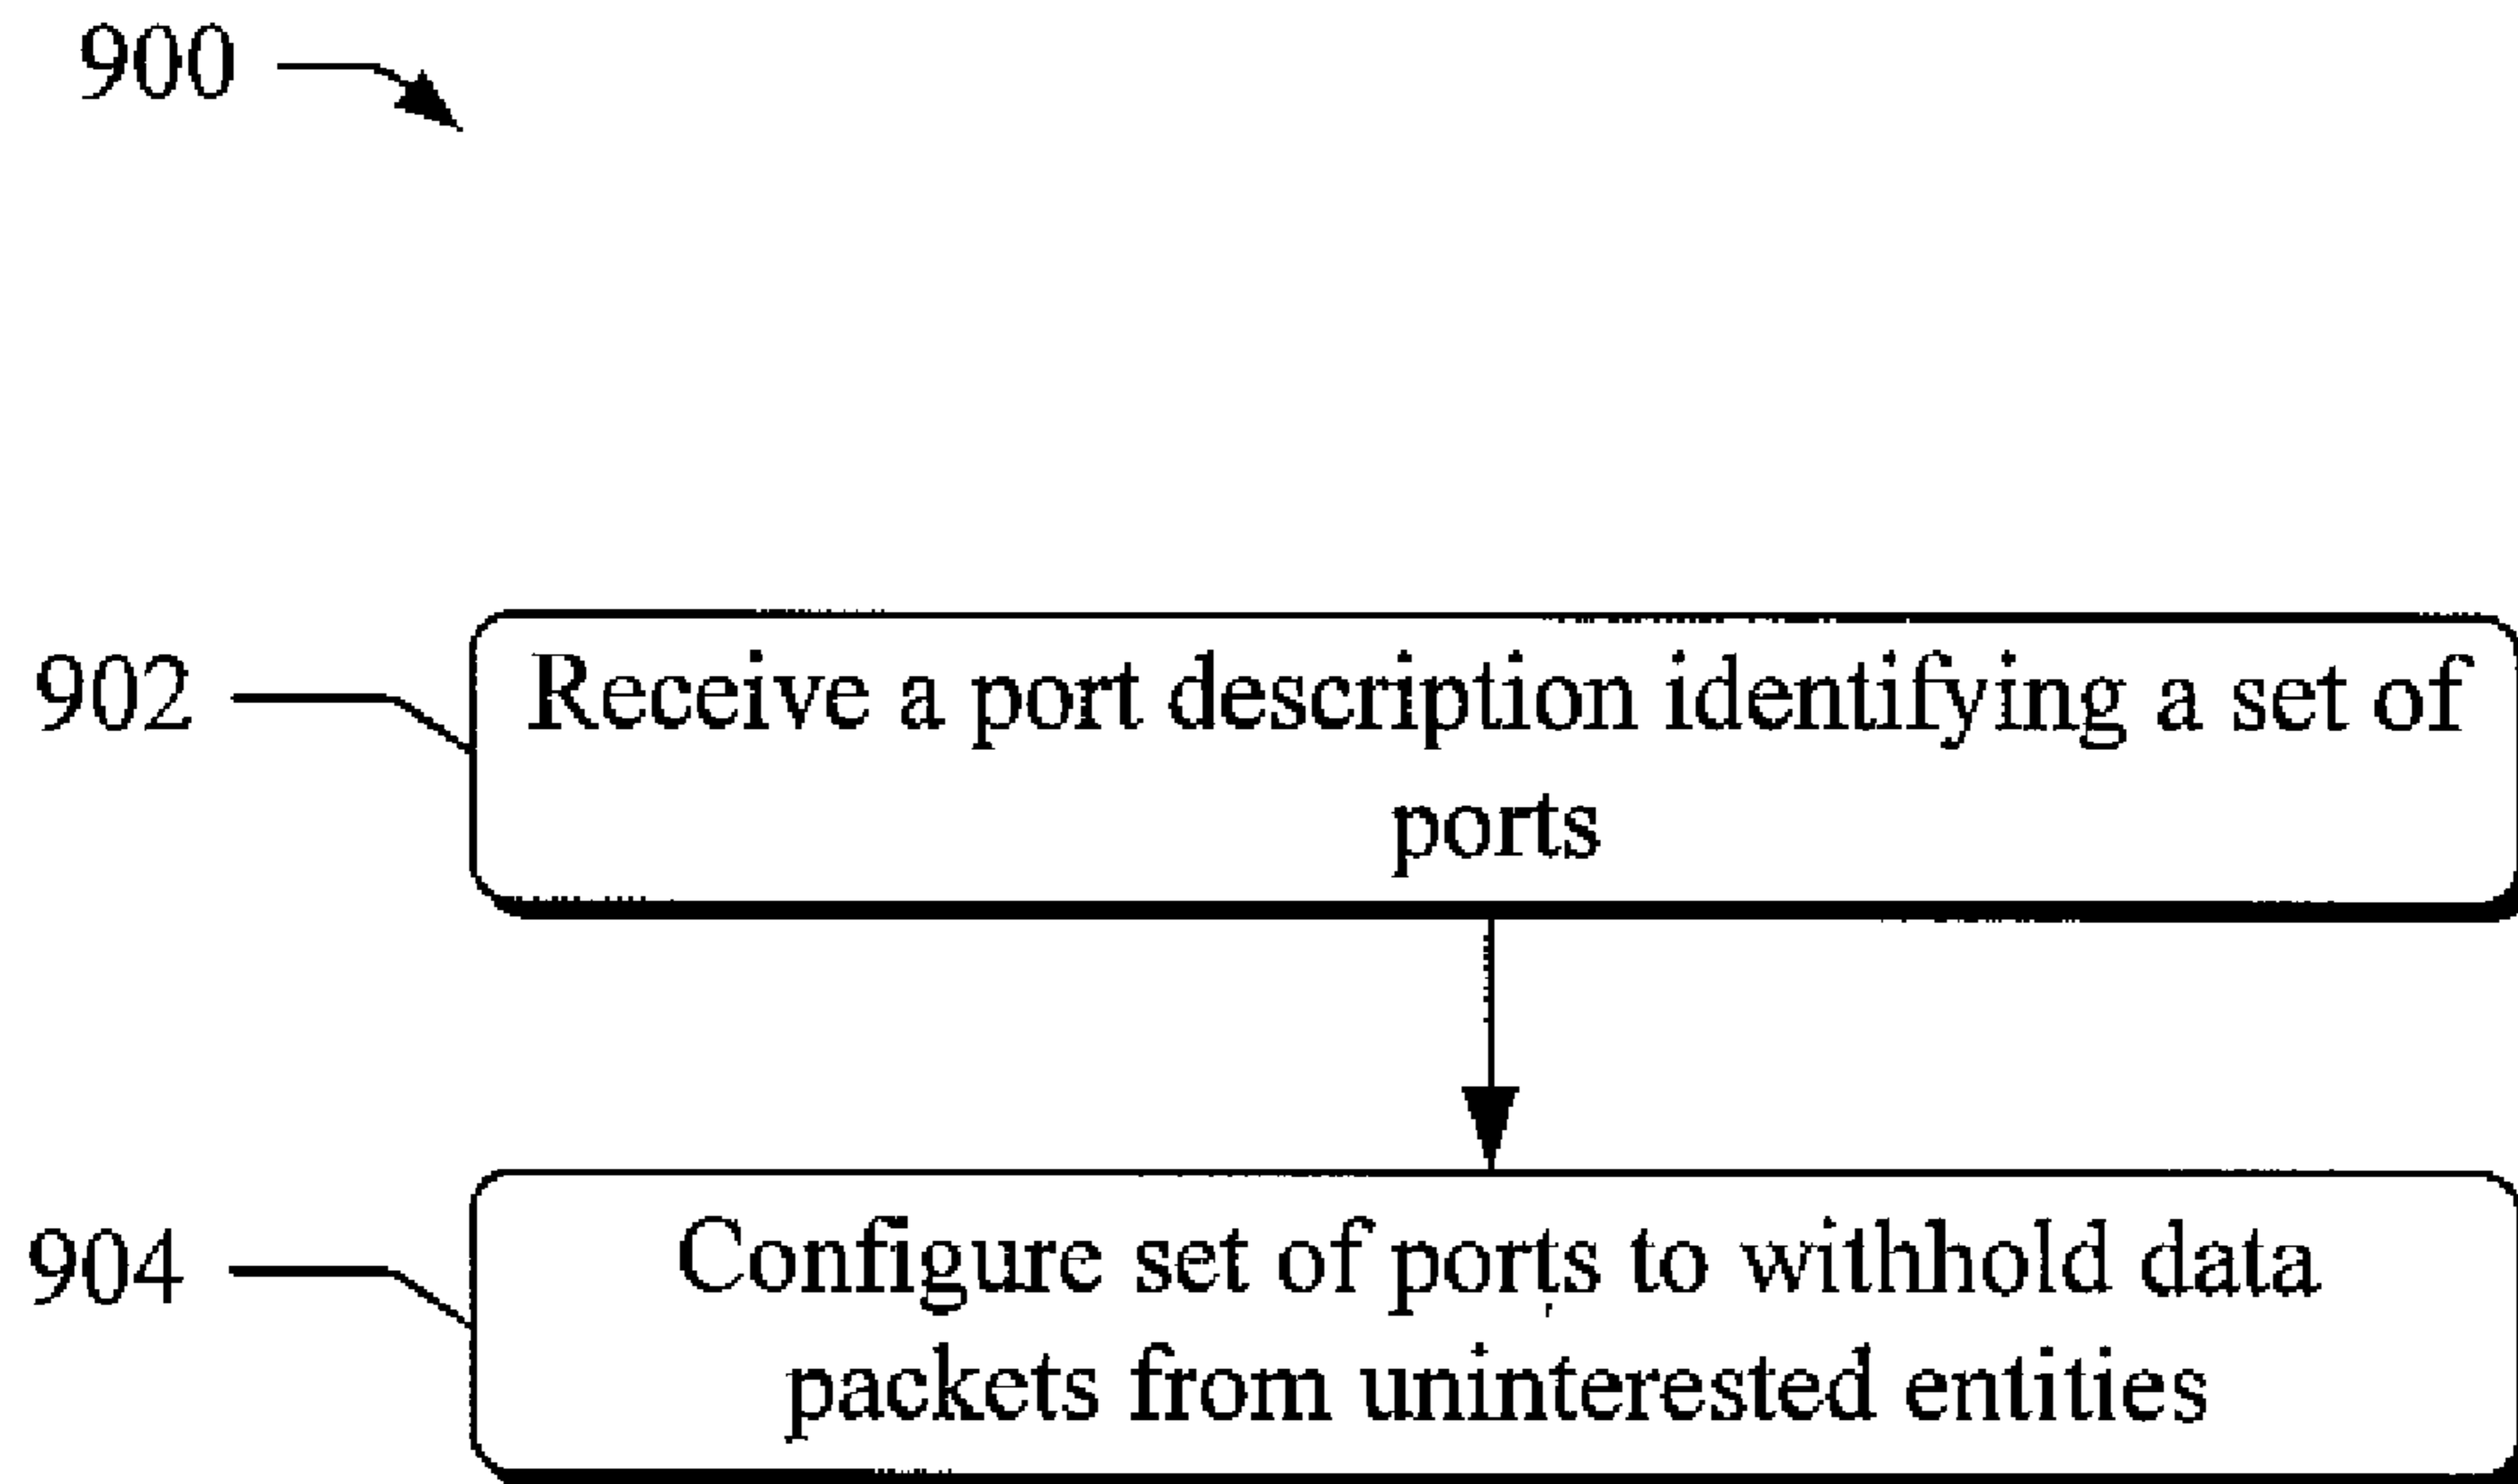 900
902
Receive a port description identifying a set of
ports
904
Configure set of ports to withhold data
packets from uninterested entities